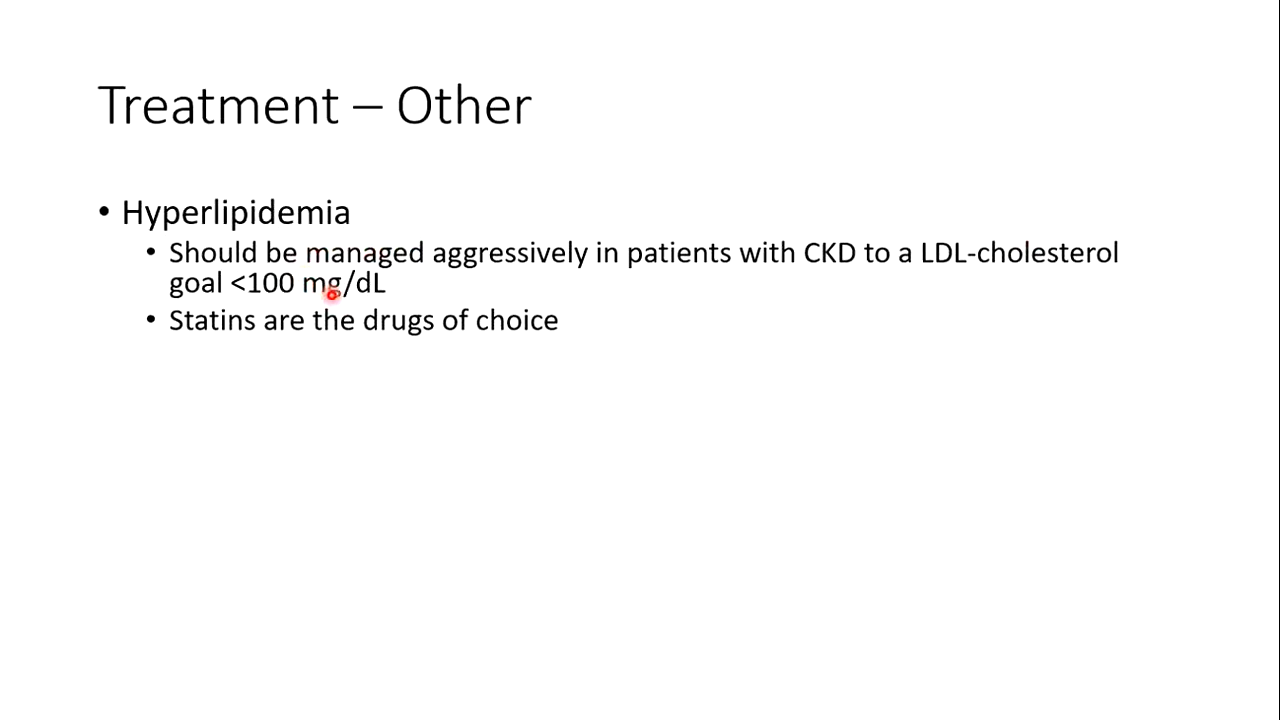 Treatment – Other
• Hyperlipidemia
• Should be managed aggressively in patients with CKD to a LDL-cholesterol
goal <100 mg/dL
• Statins are the drugs of choice